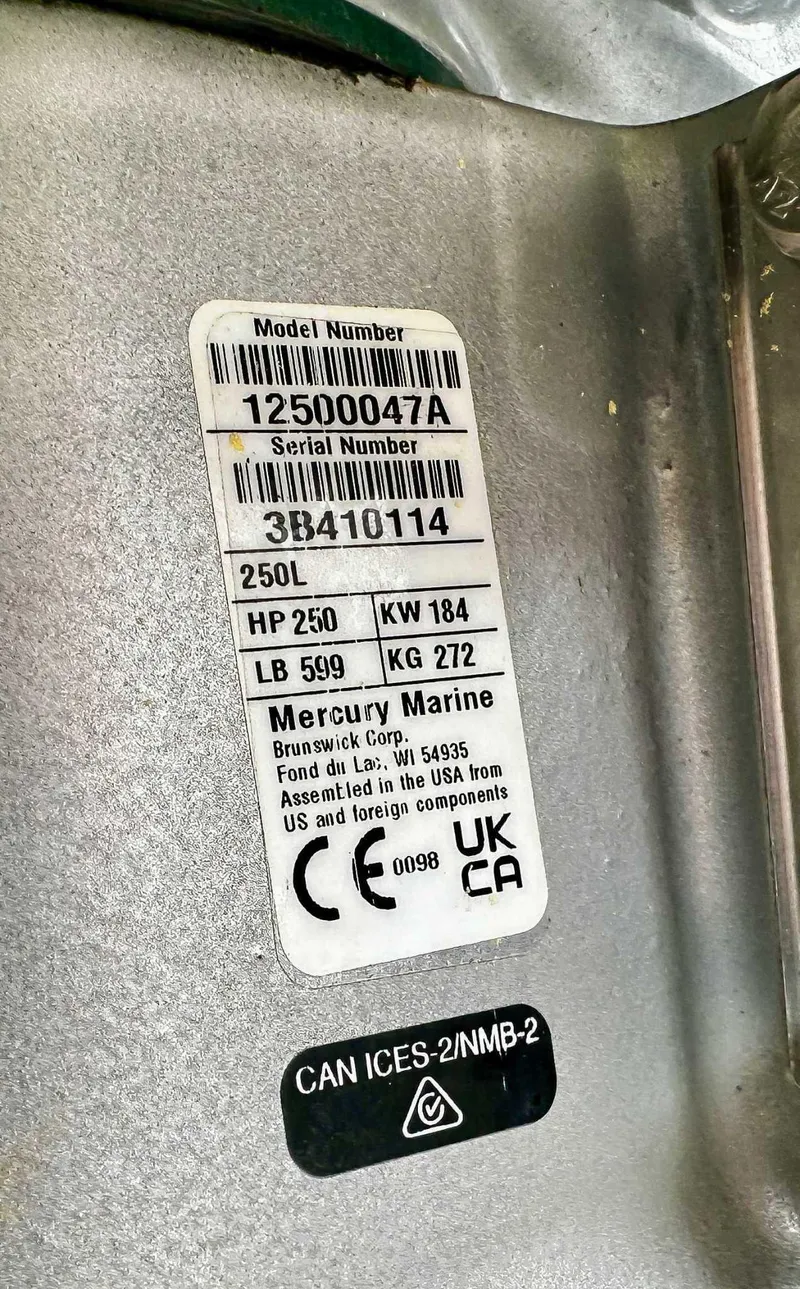 Model Number
12500047A
Serial Number
3B410114
250L
HP 250 KW 184
LB 599 KG 272
Mercury Marine
Brunswick Corp.
Fond du Lac, WI 54935
Assembled in the USA from
US and foreign components
CE 0098 UK
CA
CAN ICES-2/NMB-2